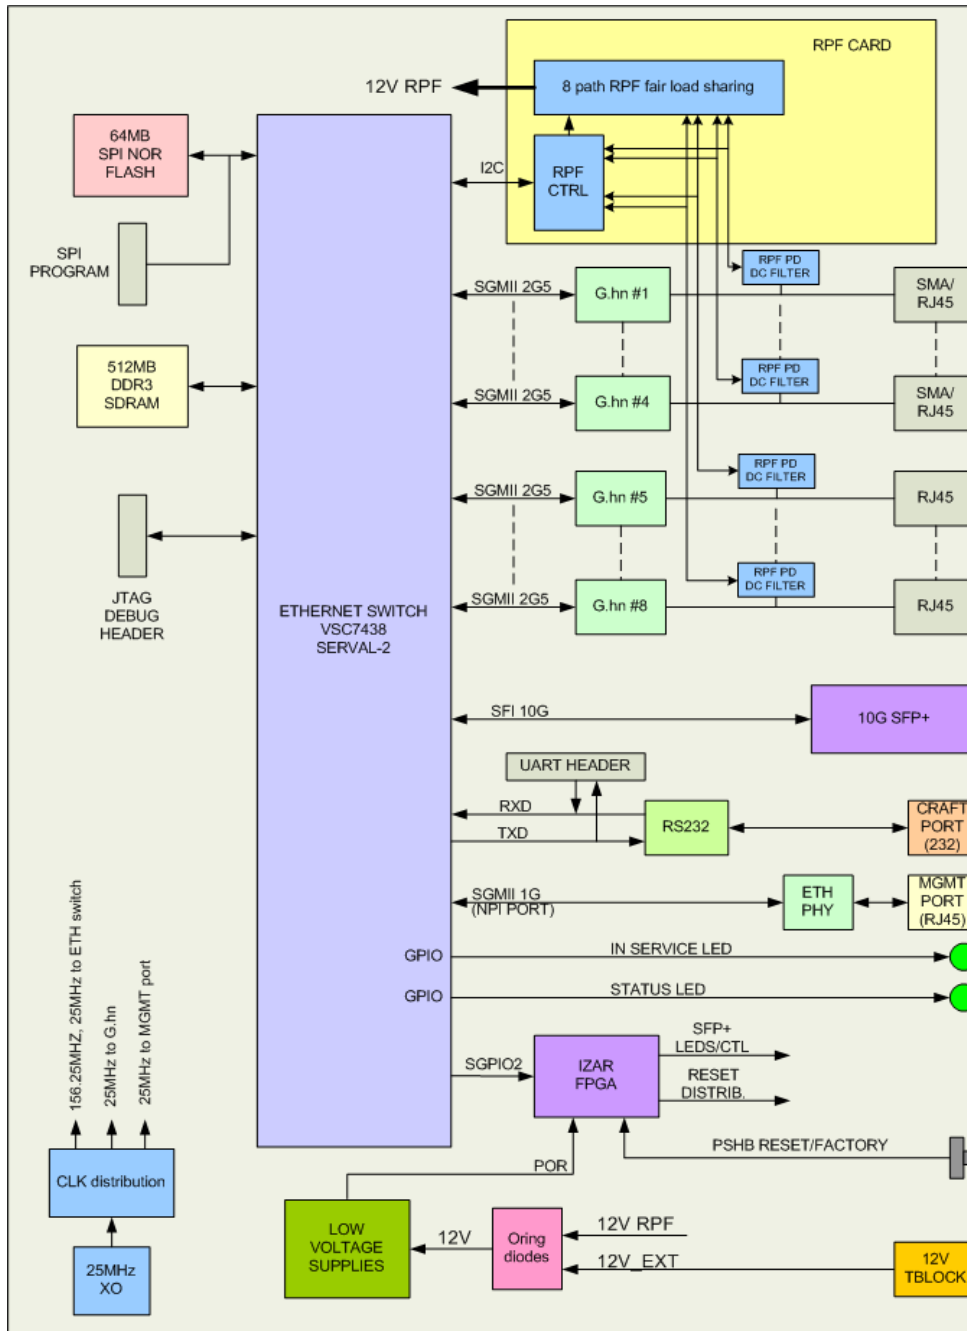 RPF CARD
12V RPF
8 path RPF fair load sharing
64MB
SPI NOR
FLASH
I2C
RPF
CTRL
SPI
PROGRAM
RPF PD
DC FILTER
SGMII 2G5
G.hn #1
SMA/
RJ45
512MB
DDR3
SDRAM
RPF PD
DC FILTER
SGMII 2G5
G.hn #4
SMA/
RJ45
RPF PD
DC FILTER
SGMII 2G5
G.hn #5
RJ45
JTAG
DEBUG
HEADER
RPF PD
DC FILTER
SGMII 2G5
G.hn #8
RJ45
ETHERNET SWITCH
VSC7438
SERVAL-2
SFI 10G
10G SFP+
UART HEADER
RXD
TXD
RS232
CRAFT
PORT
(232)
SGMII 1G
(NPI PORT)
ETH
PHY
MGMT
PORT
(RJ45)
GPIO
IN SERVICE LED
GPIO
STATUS LED
156.25MHZ, 25MHz to ETH switch
25MHz to G.hn
25MHz to MGMT port
SGPIO2
IZAR
FPGA
SFP+
LEDS/CTL
RESET
DISTRIB.
PSHB RESET/FACTORY
POR
CLK distribution
25MHz
XO
LOW
VOLTAGE
SUPPLIES
12V
Oring
diodes
12V RPF
12V_EXT
12V
TBLOCK